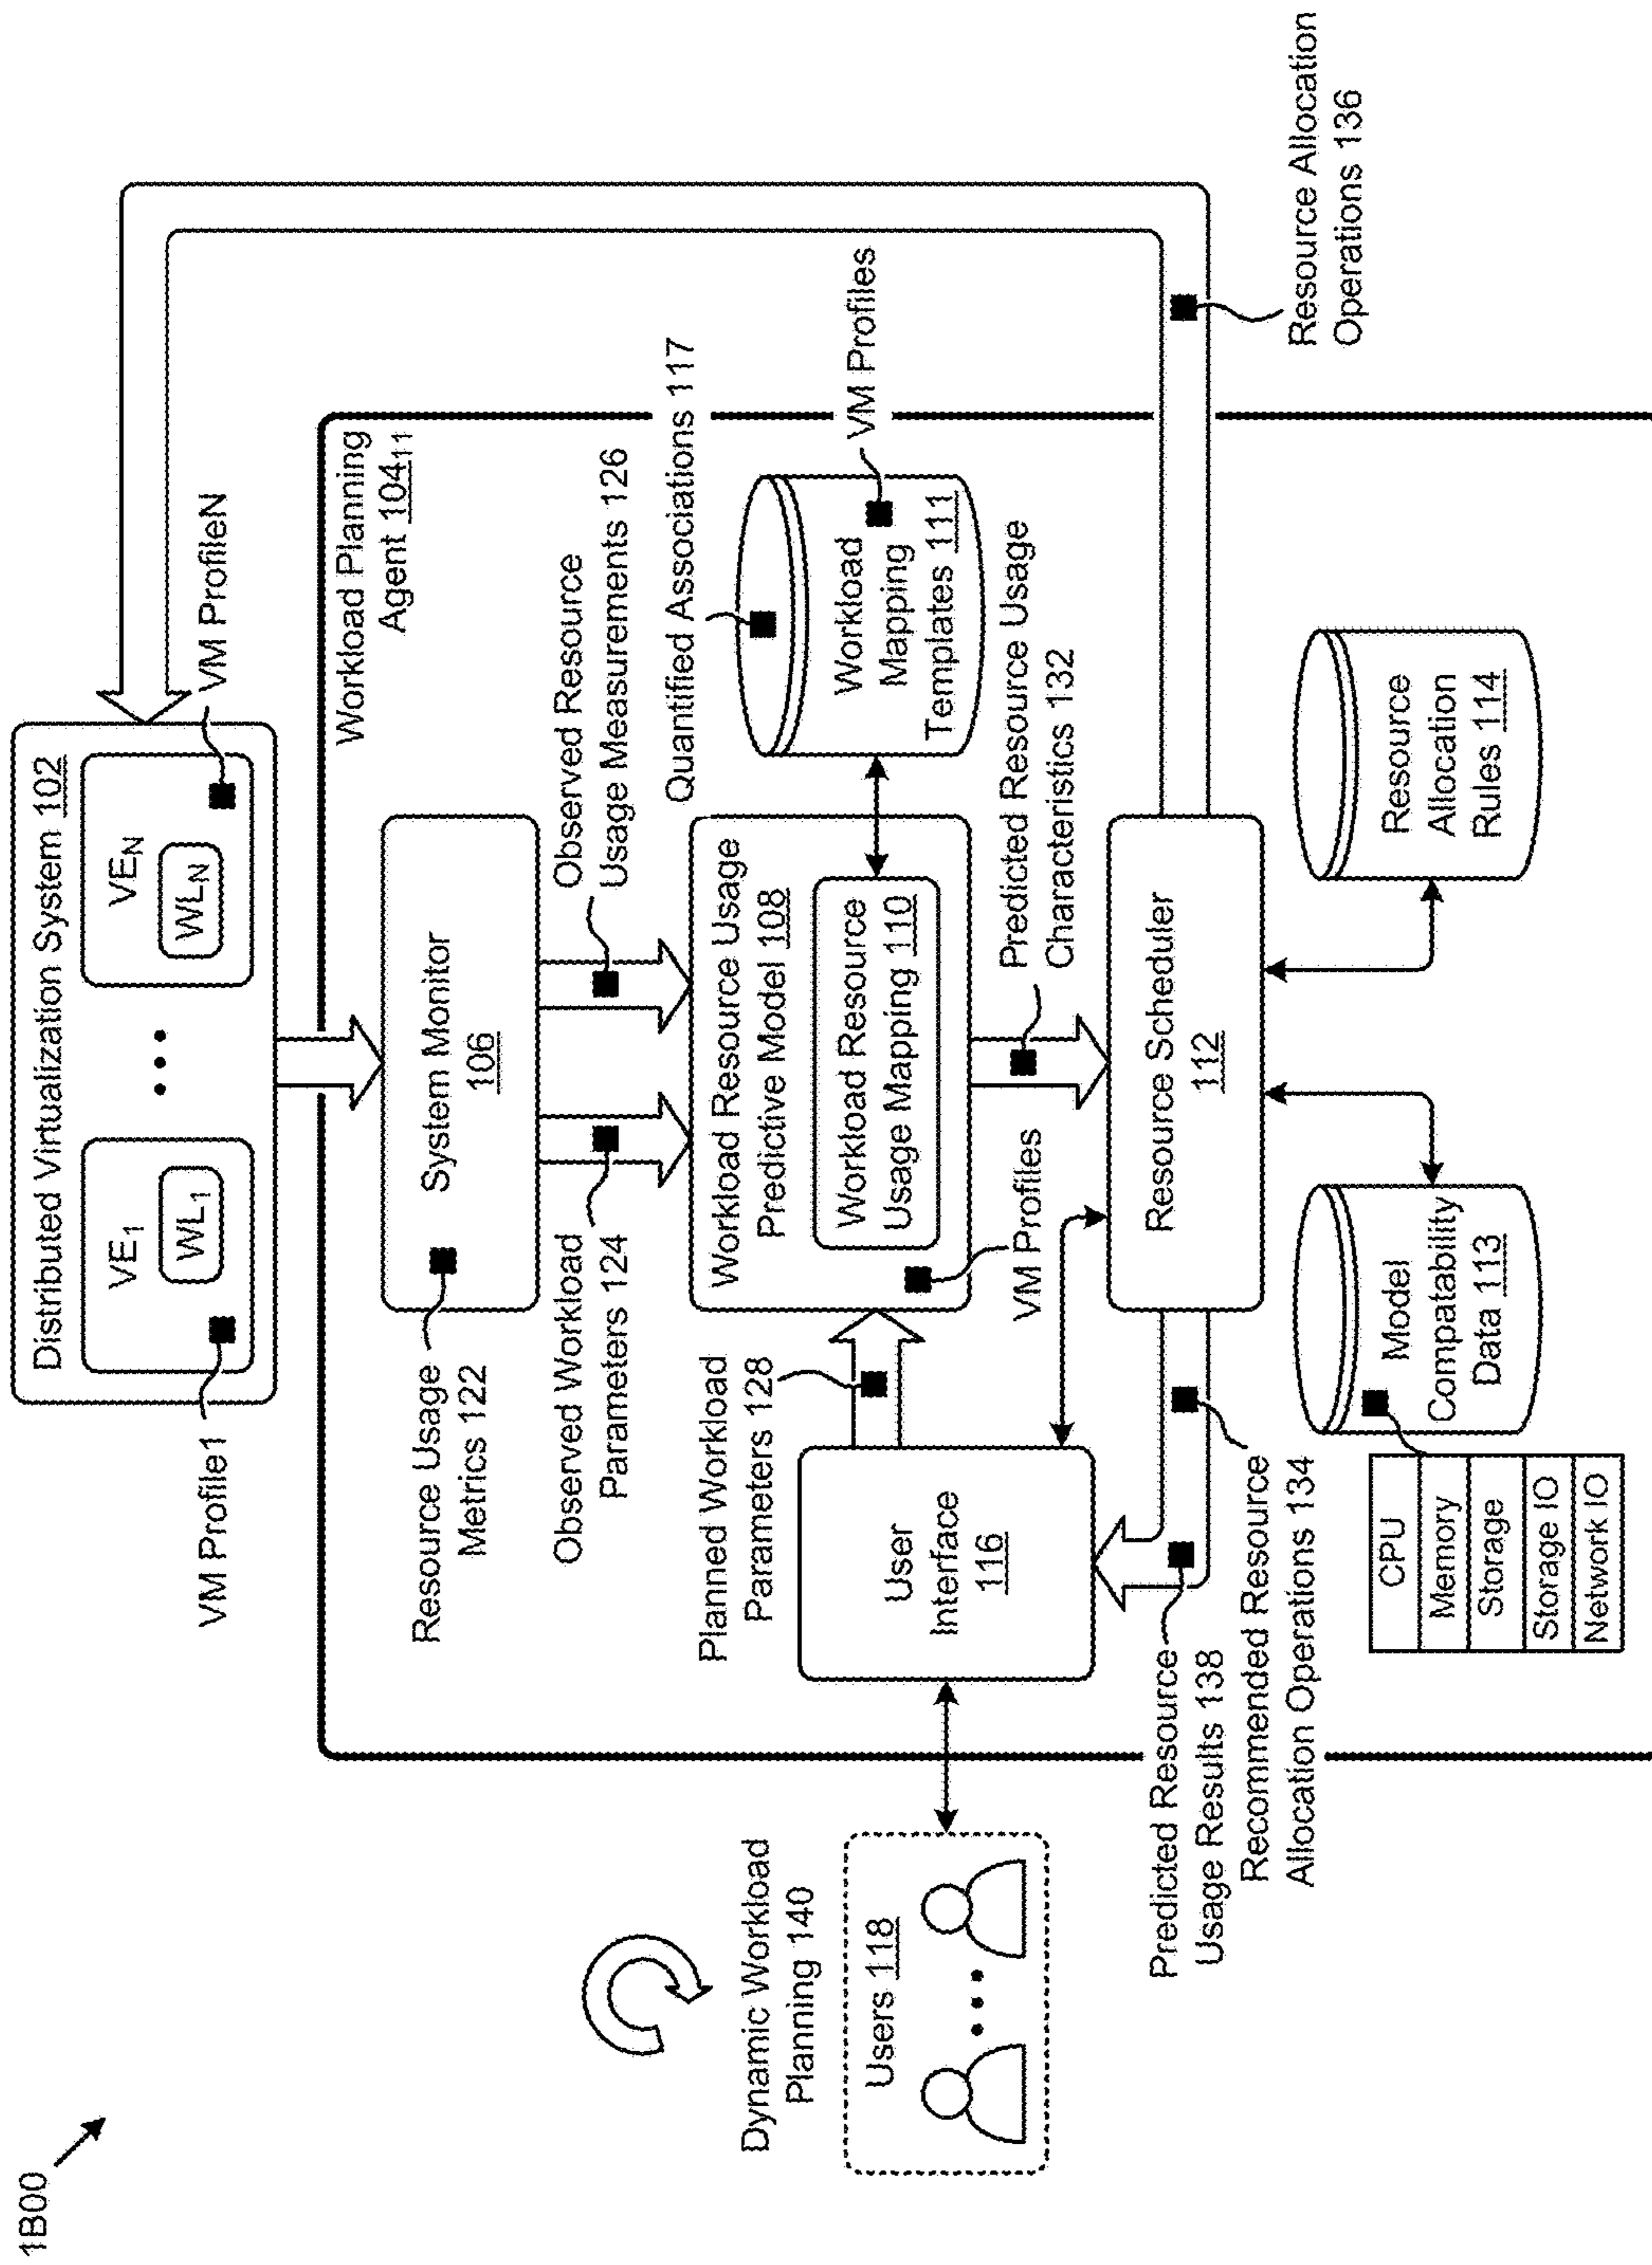 1B00
Distributed Virtualization System 102
VE1
WL1
VEN
WLN
VM Profile1
VM ProfileN
Workload Planning
Agent 10411
System Monitor
106
Resource Usage
Metrics 122
Observed Workload
Parameters 124
Observed Resource
Usage Measurements 126
Quantified Associations 117
Planned Workload
Parameters 128
Workload Resource Usage
Predictive Model 108
Workload Resource
Usage Mapping 110
VM Profiles
Workload
Mapping
Templates 111
VM Profiles
Dynamic Workload
Planning 140
Users 118
User
Interface
116
Predicted Resource Usage
Characteristics 132
Resource Scheduler
112
Predicted Resource
Usage Results 138
Recommended Resource
Allocation Operations 134
Resource Allocation
Operations 136
Model
Compatability
Data 113
Resource
Allocation
Rules 114
CPU
Memory
Storage
Storage IO
Network IO